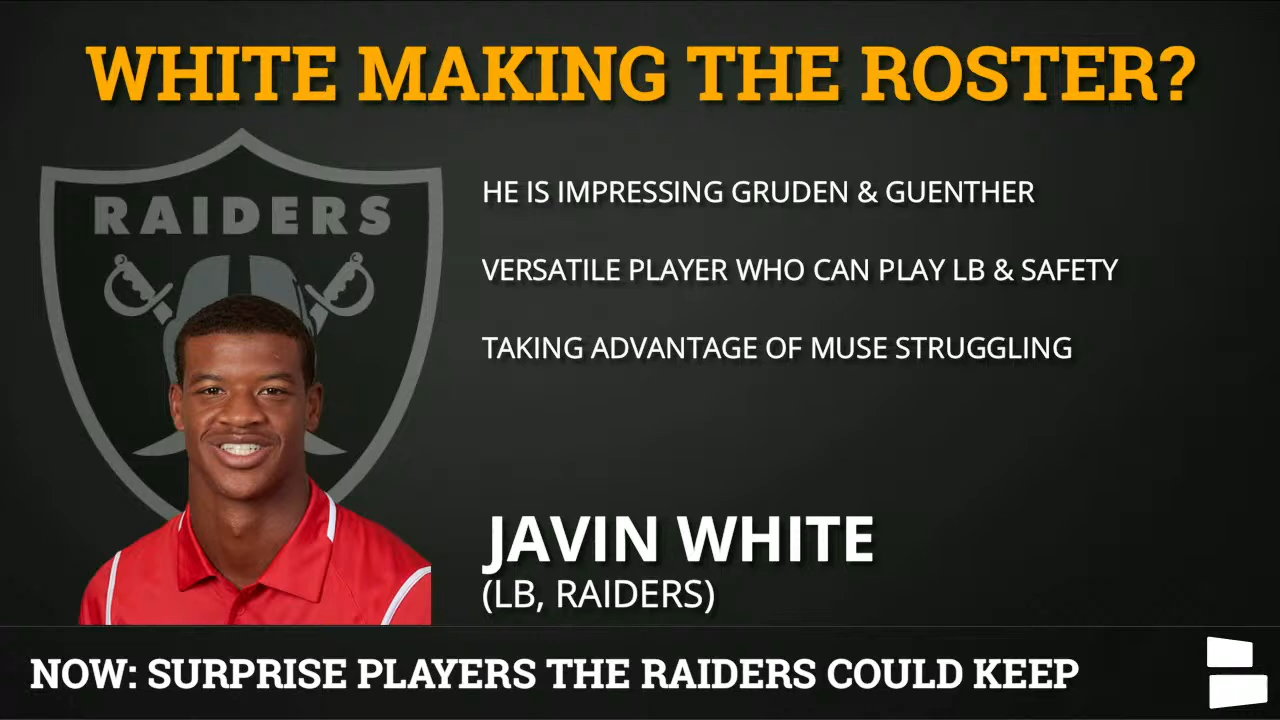 WHITE MAKING THE ROSTER?
RAIDERS
HE IS IMPRESSING GRUDEN & GUENTHER
VERSATILE PLAYER WHO CAN PLAY LB & SAFETY
TAKING ADVANTAGE OF MUSE STRUGGLING
JAVIN WHITE
(LB, RAIDERS)
NOW: SURPRISE PLAYERS THE RAIDERS COULD KEEP